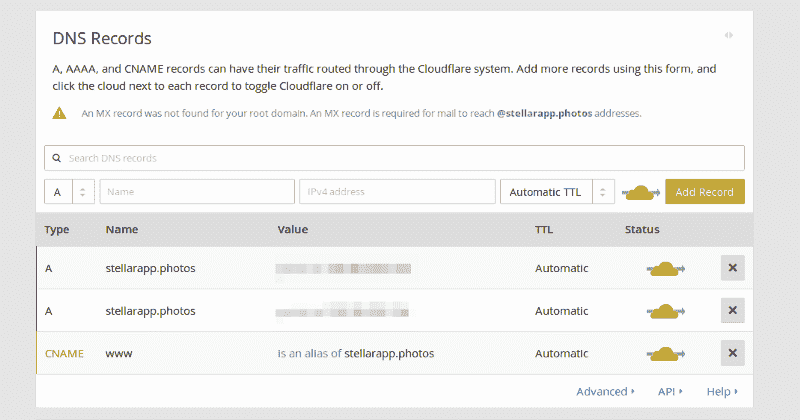 DNS Records
A, AAAA, and CNAME records can have their traffic routed through the Cloudflare system. Add more records using this form, and
click the cloud next to each record to toggle Cloudflare on or off.
An MX record was not found for your root domain. An MX record is required for mail to reach @stellarapp.photos addresses.
Search DNS records
A Name IPv4 address Automatic TTL Add Record
Type Name Value TTL Status
A stellarapp.photos Automatic
A stellarapp.photos Automatic
CNAME www is an alias of stellarapp.photos Automatic
Advanced API Help